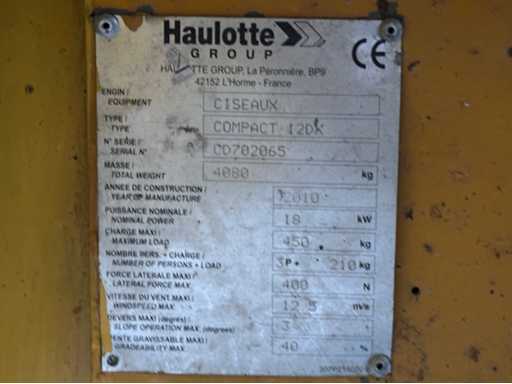 Haulotte
GROUP
CE
HAULOTTE GROUP, La Péronnière, BP9
42152 L'Horme - France
ENGIN / EQUIPMENT CISEAUX
TYPE / TYPE COMPACT 12DX
N° SERIE / SERIAL N° CD702065
MASSE / TOTAL WEIGHT 4080 kg
ANNEE DE CONSTRUCTION / YEAR OF MANUFACTURE 2010
PUISSANCE NOMINALE / NOMINAL POWER 18 kW
CHARGE MAXI / MAXIMUM LOAD 450 kg
NOMBRE PERS. + CHARGE / NUMBER OF PERSONS + LOAD 3P+ 210 kg
FORCE LATERALE MAXI / LATERAL FORCE MAX 400 N
VITESSE DU VENT MAXI / WINDSPEED MAX 12.5 m/s
DEVERS MAXI (degrés) / SLOPE OPERATION MAX (degrees) 3 °
PENTE GRAVISSABLE MAXI / GRADEABILITY MAX 40 %